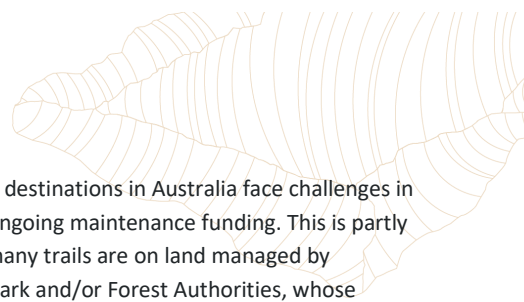 destinations in Australia face challenges in
ngoing maintenance funding. This is partly
many trails are on land managed by
ark and/or Forest Authorities, whose